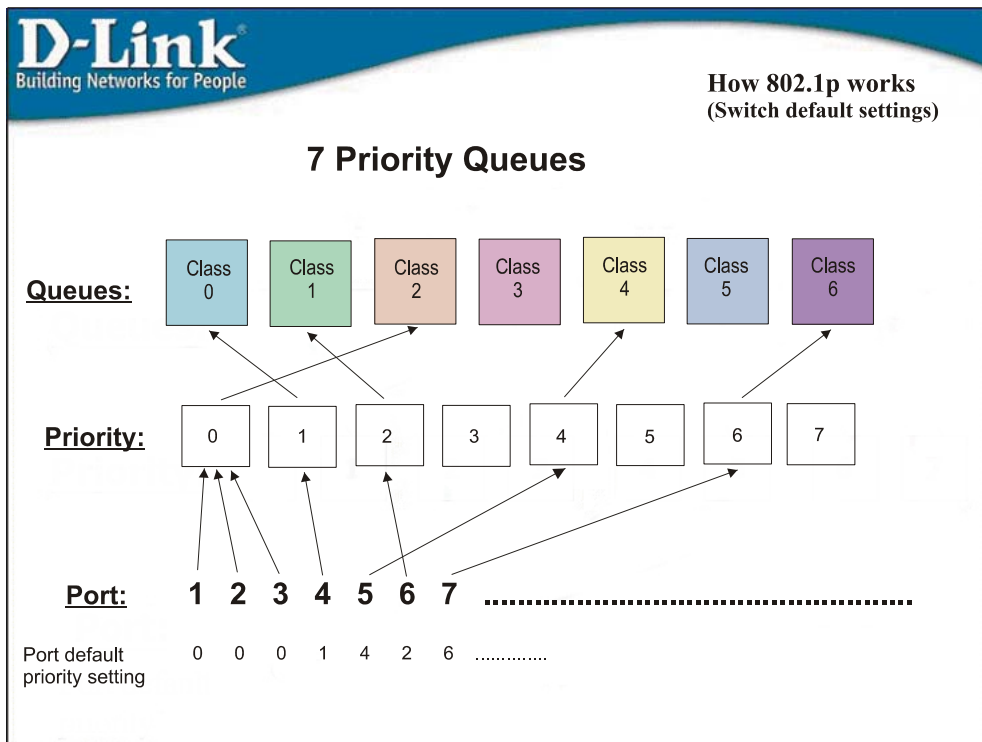 D-Link
Building Networks for People
How 802.1p works
(Switch default settings)
7 Priority Queues
Queues:
Class 0
Class 1
Class 2
Class 3
Class 4
Class 5
Class 6
Priority:
0 1 2 3 4 5 6 7
Port: 1 2 3 4 5 6 7 ..........................................
Port default
priority setting
0 0 0 1 4 2 6 .............